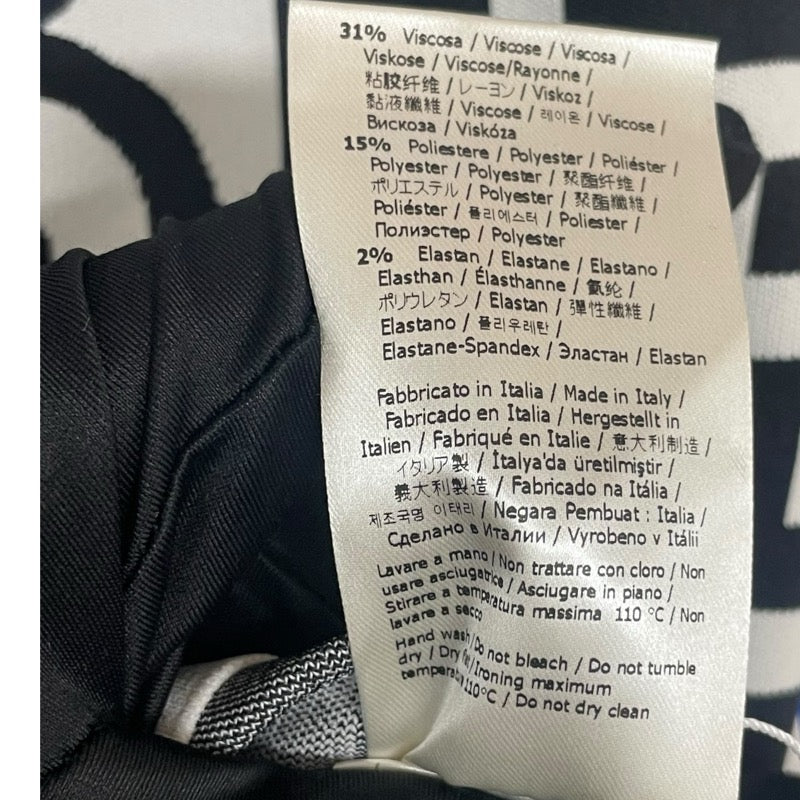 31% Viscosa / Viscose / Viscosa /
Viskose / Viscose/Rayonne /
粘胶纤维 / レーヨン / Viskoz /
黏液纖維 / Viscose / 레이온 / Viscose /
Вискоза / Viskóza
15% Poliestere / Polyester / Poliéster /
Polyester / Polyester / 聚酯纤维 /
ポリエステル / Polyester / 聚酯纖維 /
Poliéster / 폴리에스터 / Poliester /
Полиэстер / Polyester
2% Elastan / Elastane / Elastano /
Elasthan / Élasthanne / 氨纶 /
ポリウレタン / Elastan / 彈性纖維 /
Elastano / 폴리우레탄 /
Elastane-Spandex / Эластан / Elastan
Fabbricato in Italia / Made in Italy /
Fabricado en Italia / Hergestellt in
Italien / Fabriqué en Italie / 意大利制造 /
イタリア製 / İtalya'da üretilmiştir /
義大利製造 / Fabricado na Itália /
제조국명 이태리 / Negara Pembuat : Italia /
Сделано в Италии / Vyrobeno v Itálii
Lavare a mano / Non trattare con cloro / Non
usare asciugatrice / Asciugare in piano /
Stirare a temperatura massima 110 °C / Non
lavare a secco
Hand wash / Do not bleach / Do not tumble
dry / Dry / Ironing maximum
110°C / Do not dry clean